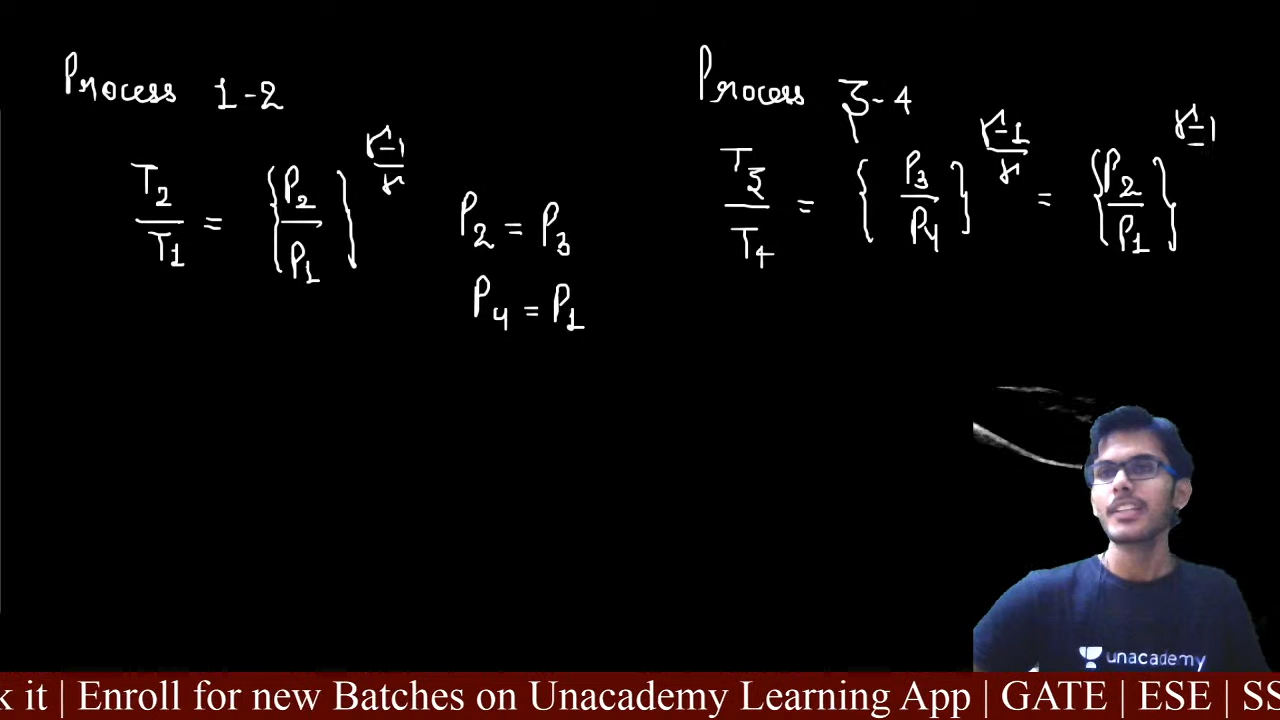 Process 1-2
T2/T1 = {P2/P1}^(γ-1)/γ
P2 = P3
P4 = P1
Process 3-4
T3/T4 = {P3/P4}^(γ-1)/γ = {P2/P1}^γ-1
unacademy
k it | Enroll for new Batches on Unacademy Learning App | GATE | ESE | SS